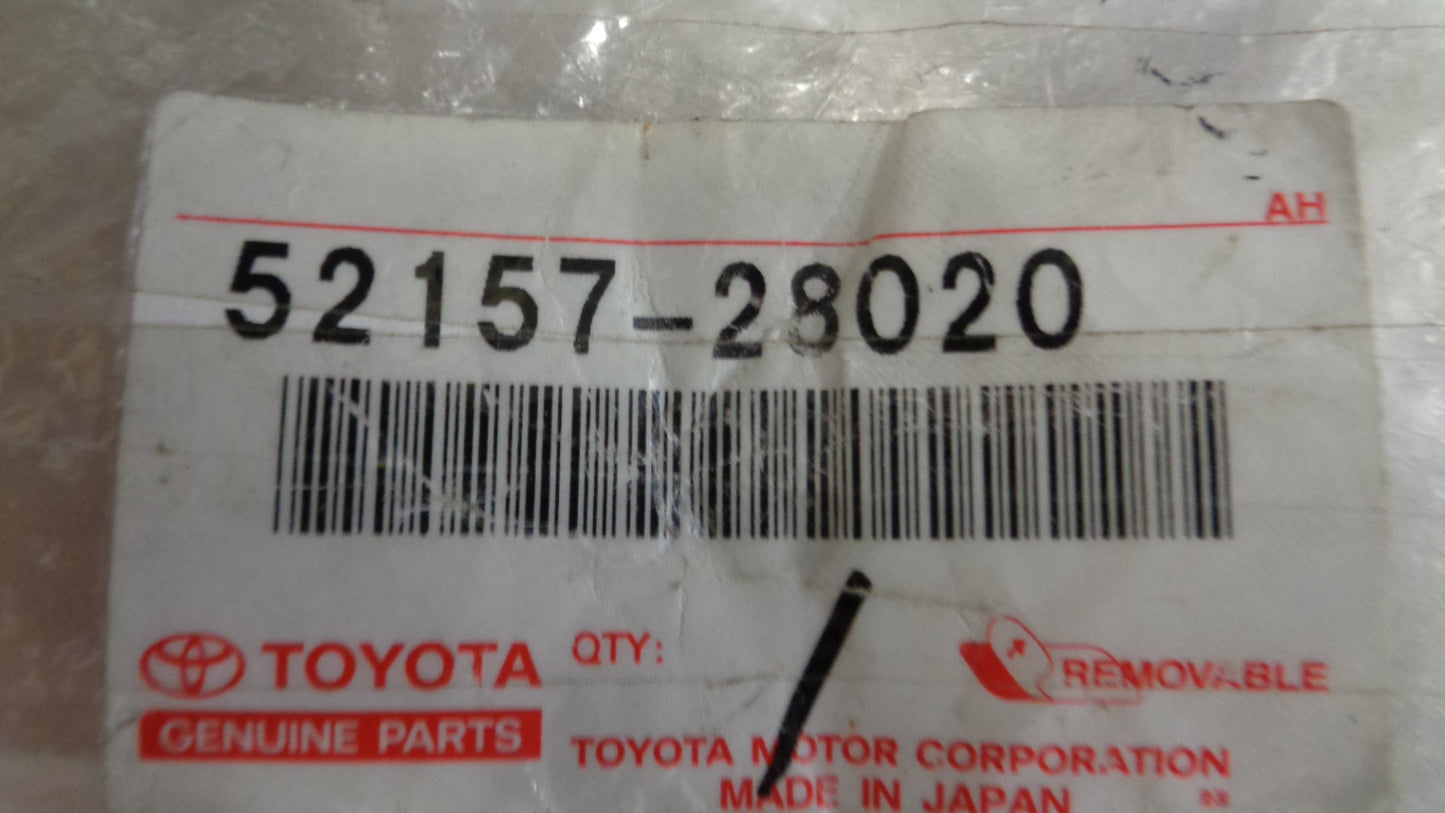 AH
52157-28020
TOYOTA QTY: REMOVABLE
GENUINE PARTS
TOYOTA MOTOR CORPORATION
MADE IN JAPAN